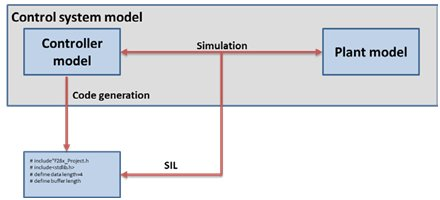 Control system model
Controller
model
Simulation
Plant model
Code generation
# include"F28x_Project.h
# include<stdlib.h>
# define data length=4
# define buffer length
SIL